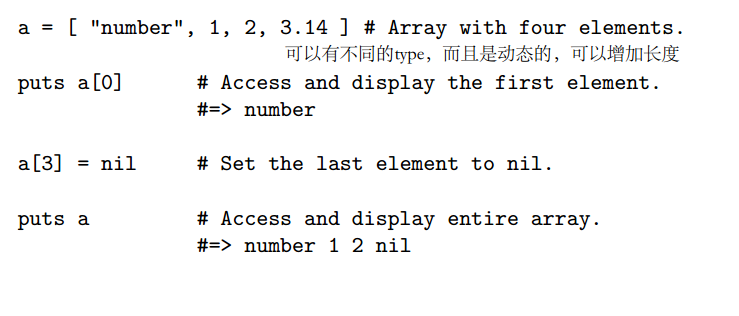 a = [ "number", 1, 2, 3.14 ] # Array with four elements.
可以有不同的type，而且是动态的，可以增加长度
puts a[0] # Access and display the first element.
#=> number
a[3] = nil # Set the last element to nil.
puts a # Access and display entire array.
#=> number 1 2 nil